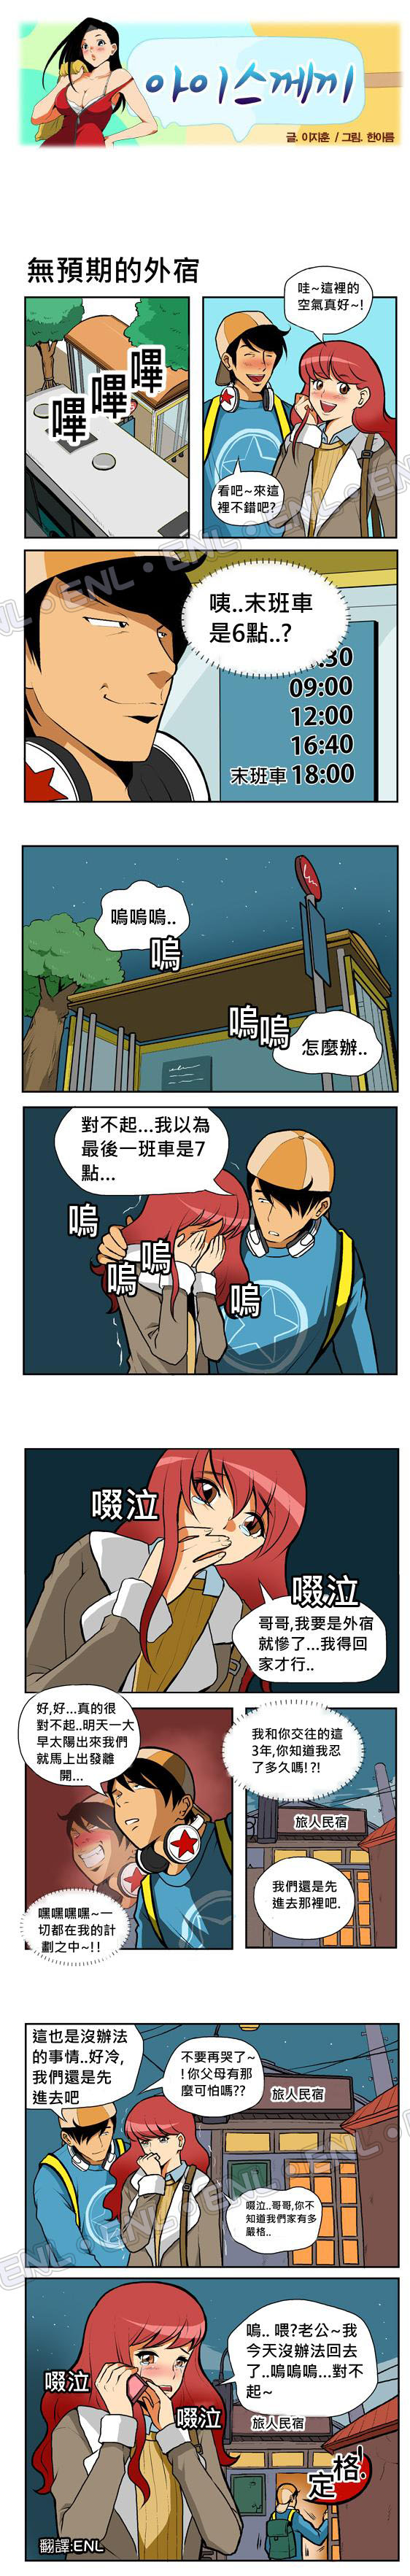 아이스께끼
글. 이지훈 / 그림. 한아름
無預期的外宿
嗶
嗶
嗶
哇~這裡的
空氣真好~!
看吧~來這
裡不錯吧?
咦..末班車
是6點..?
:30
09:00
12:00
16:40
末班車 18:00
嗚嗚嗚..
嗚
嗚
嗚
怎麼辦..
對不起...我以為
最後一班車是7
點...
嗚
嗚
嗚
嗚
啜泣
啜泣
哥哥,我要是外宿
就慘了...我得回
家才行..
好,好...真的很
對不起..明天一大
早太陽出來我們
就馬上出發離
開...
嘿嘿嘿嘿~一
切都在我的計
劃之中~!!
我和你交往的這
3年,你知道我忍
了多久嗎!?!
旅人民宿
我們還是先
進去那裡吧.
這也是沒辦法
的事情..好冷,
我們還是先
進去吧
不要再哭了~
!你父母有那
麼可怕嗎??
旅人民宿
啜泣..哥哥,你不
知道我們家有多
嚴格..
嗚.. 喂?老公~我
今天沒辦法回去
了..嗚嗚嗚...對不
起~
啜泣
啜泣
旅人民宿
定格!
翻譯:ENL
ENL • ENL • ENL
ENL • ENL • ENL